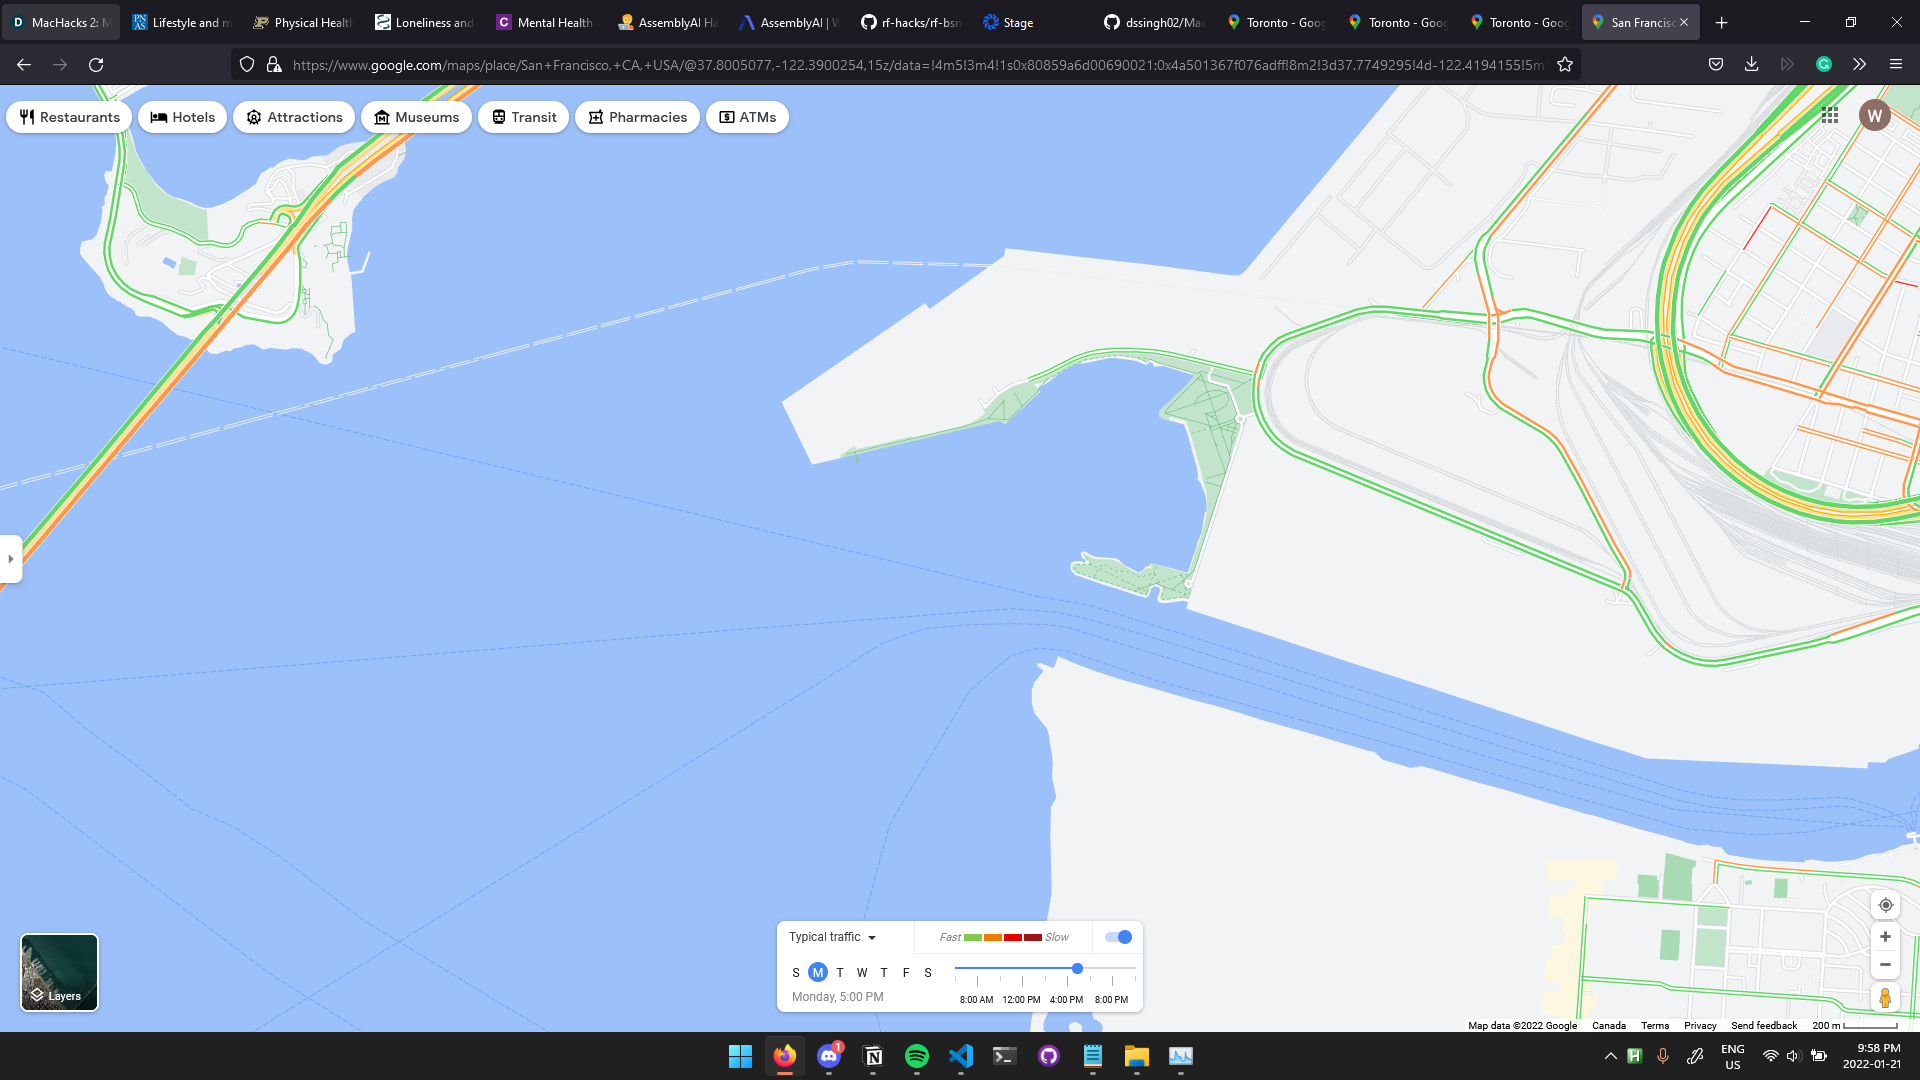 MacHacks 2: M
Lifestyle and m
Physical Health
Loneliness and
Mental Health
AssemblyAI Ha
AssemblyAI | W
rf-hacks/rf-bsn
Stage
dssingh02/Mac
Toronto - Goog
Toronto - Goog
Toronto - Goog
San Francisc
https://www.google.com/maps/place/San+Francisco,+CA,+USA/@37.8005077,-122.3900254,15z/data=!4m5!3m4!1s0x80859a6d00690021:0x4a501367f076adff!8m2!3d37.7749295!4d-122.4194155!5m1
Restaurants
Hotels
Attractions
Museums
Transit
Pharmacies
ATMs
W
Layers
Typical traffic
Fast
Slow
S M T W T F S
Monday, 5:00 PM
8:00 AM 12:00 PM 4:00 PM 8:00 PM
Map data ©2022 Google Canada Terms Privacy Send feedback 200 m
1
ENG
US
9:58 PM
2022-01-21